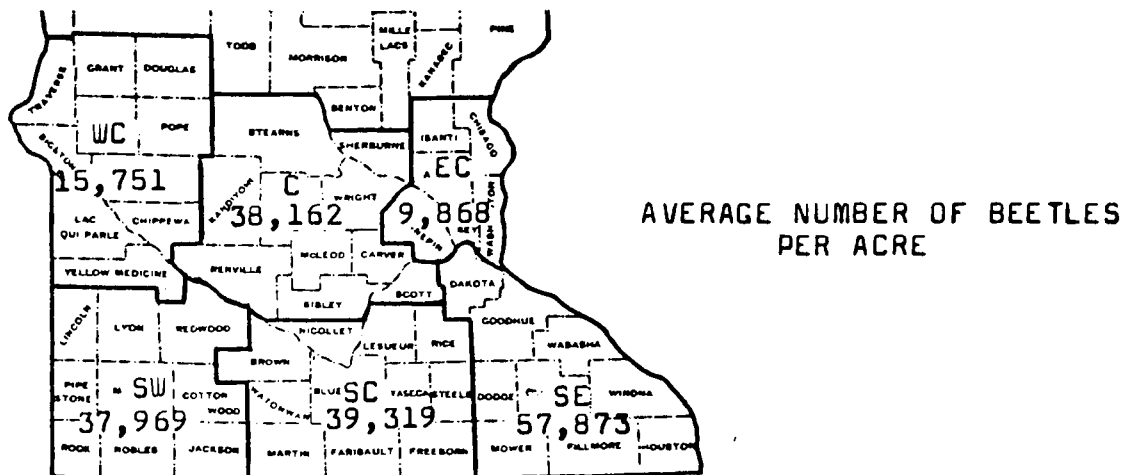 TODD MORRISON MILLE LACS KANABEC PINE
TRAVERSE GRANT DOUGLAS BENTON
STEARNS ISANTI CHISAGO
WC POPE SHERBURNE
BIGSTONE EC
15,751 C WRIGHT
KANDIYOHI 38,162 9,868
LAC QUI PARLE CHIPPEWA
AVERAGE NUMBER OF BEETLES
PER ACRE
MCLEOD CARVER
YELLOW MEDICINE RENVILLE DAKOTA
SIBLEY SCOTT GOODHUE
LINCOLN LYON REDWOOD NICOLLET
BROWN LESUEUR RICE WABASHA
PIPE STONE SW COTTON WOOD WATONWAN BLUE SC WASECA STEELE DODGE SE WINONA
37,969 39,319 57,873
ROCK NOBLES JACKSON MARTIN FARIBAULT FREEBORN MOWER FILLMORE HOUSTON